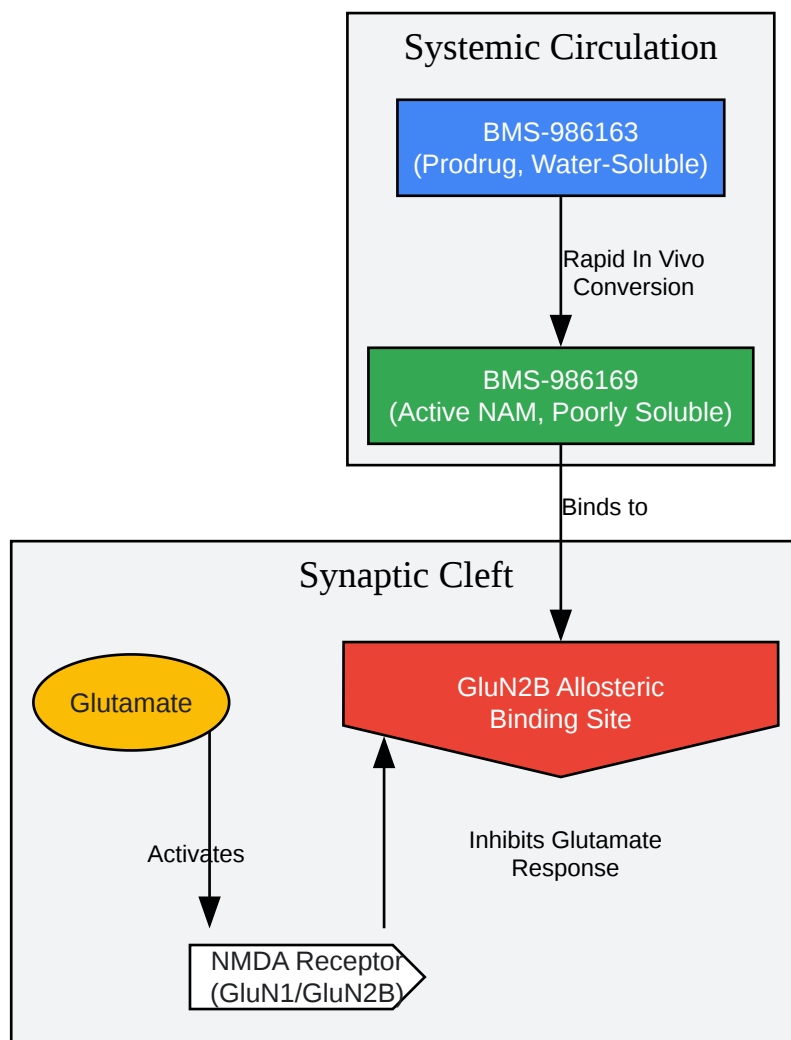 Systemic Circulation
BMS-986163
(Prodrug, Water-Soluble)
Rapid In Vivo
Conversion
BMS-986169
(Active NAM, Poorly Soluble)
Binds to
Synaptic Cleft
Glutamate
GluN2B Allosteric
Binding Site
Activates
Inhibits Glutamate
Response
NMDA Receptor
(GluN1/GluN2B)